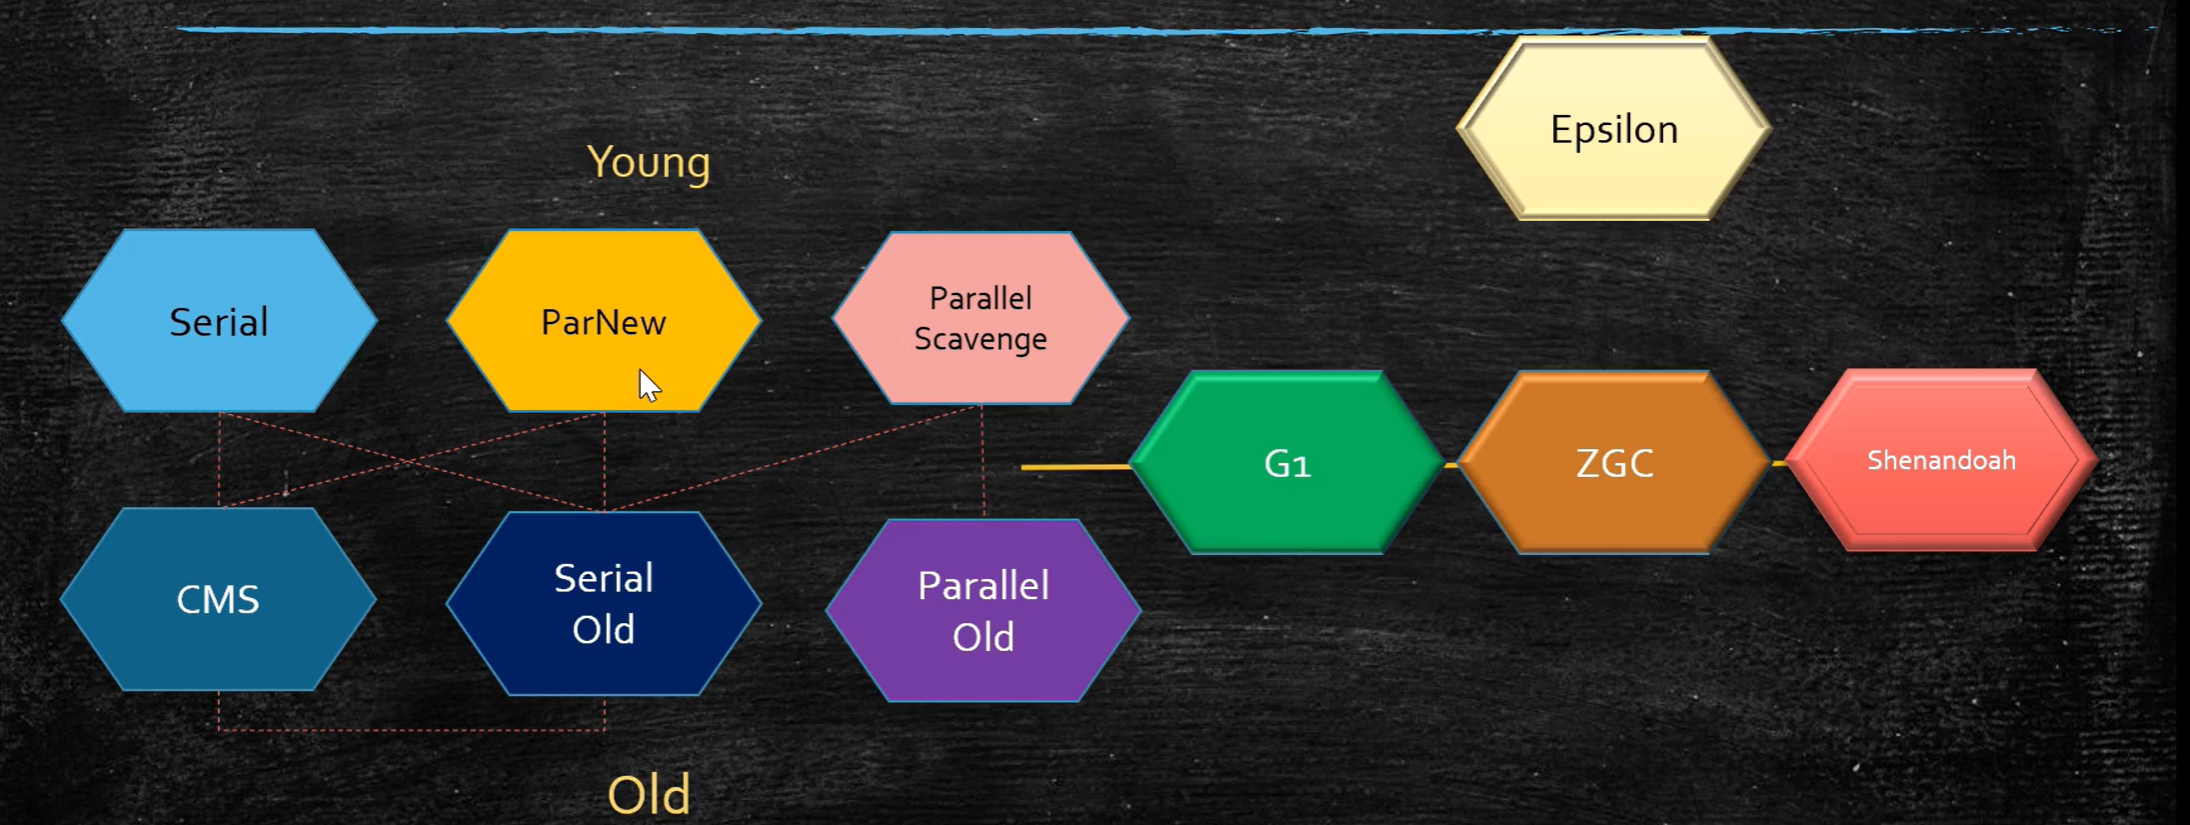 Epsilon
Young
Serial
ParNew
Parallel
Scavenge
G1
ZGC
Shenandoah
CMS
Serial
Old
Parallel
Old
Old